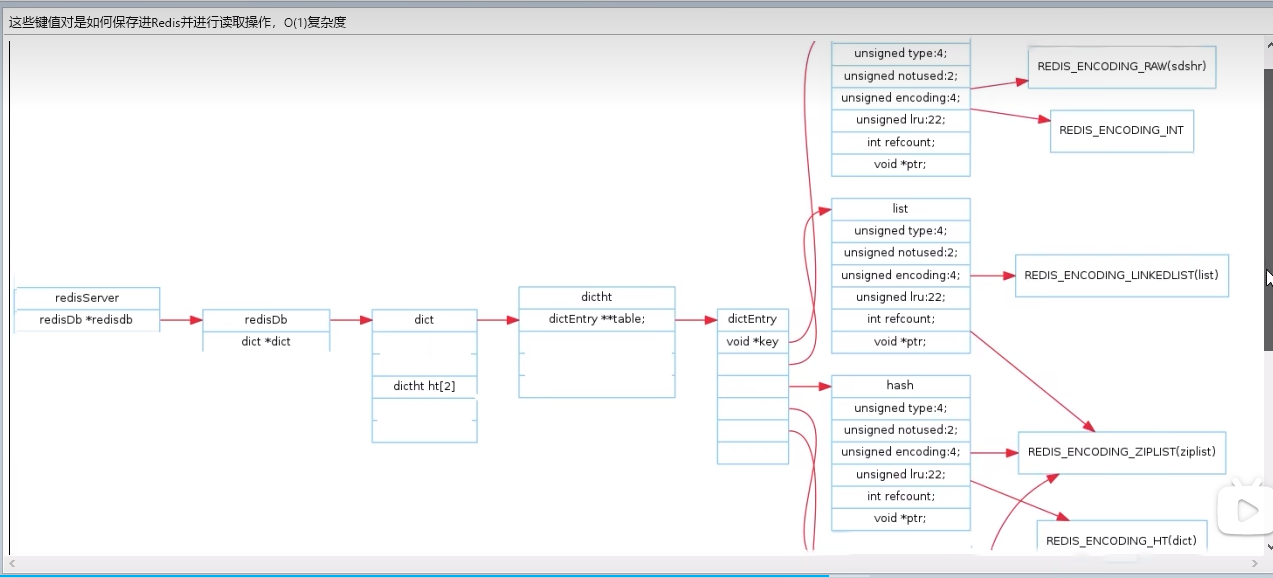 这些键值对是如何保存进Redis并进行读取操作，O(1)复杂度
redisServer
redisDb *redisdb
redisDb
dict *dict
dict
dictht ht[2]
dictht
dictEntry **table;
dictEntry
void *key
unsigned type:4;
unsigned notused:2;
unsigned encoding:4;
unsigned lru:22;
int refcount;
void *ptr;
list
unsigned type:4;
unsigned notused:2;
unsigned encoding:4;
unsigned lru:22;
int refcount;
void *ptr;
hash
unsigned type:4;
unsigned notused:2;
unsigned encoding:4;
unsigned lru:22;
int refcount;
void *ptr;
REDIS_ENCODING_RAW(sdshr)
REDIS_ENCODING_INT
REDIS_ENCODING_LINKEDLIST(list)
REDIS_ENCODING_ZIPLIST(ziplist)
REDIS_ENCODING_HT(dict)